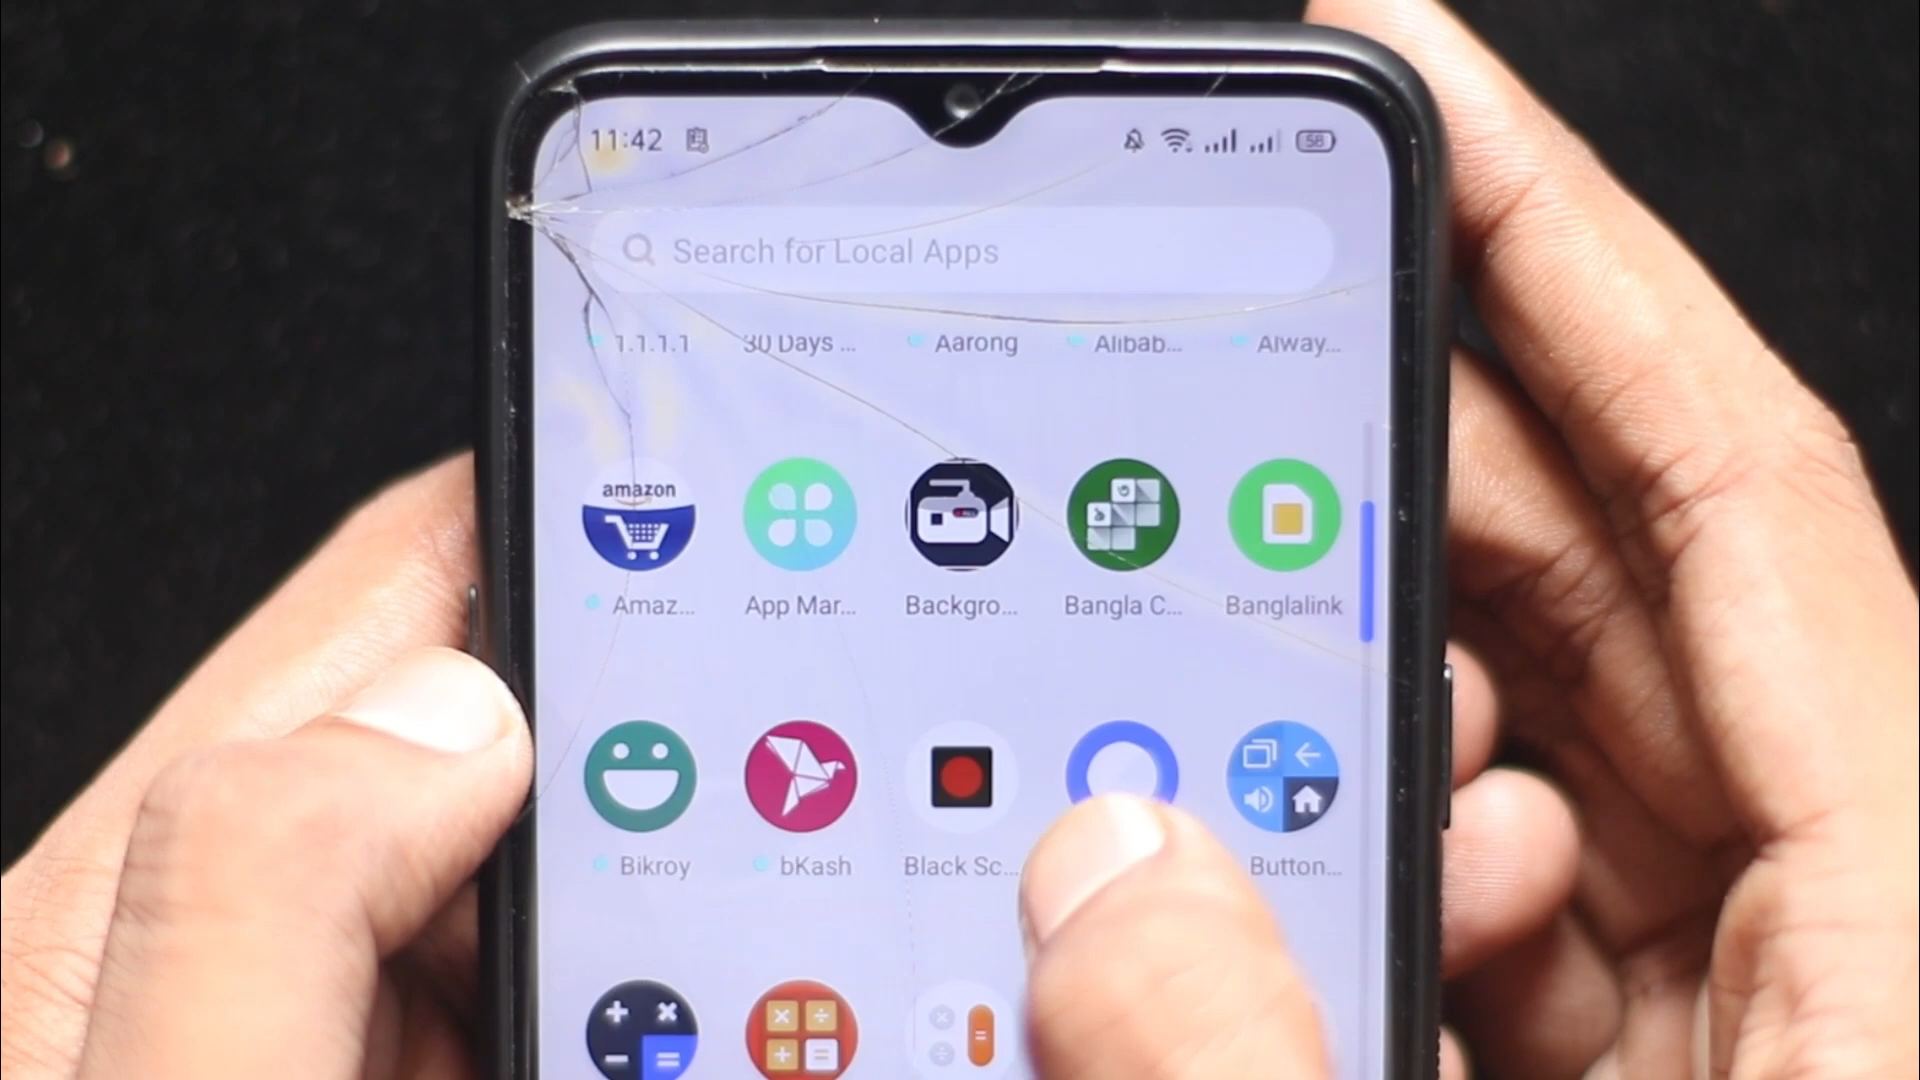 11:42 58
Search for Local Apps
1.1.1.1 30 Days ... Aarong Alibab... Alway...
amazon
Amaz... App Mar... Backgro... Bangla C... Banglalink
Bikroy bKash Black Sc... Button...